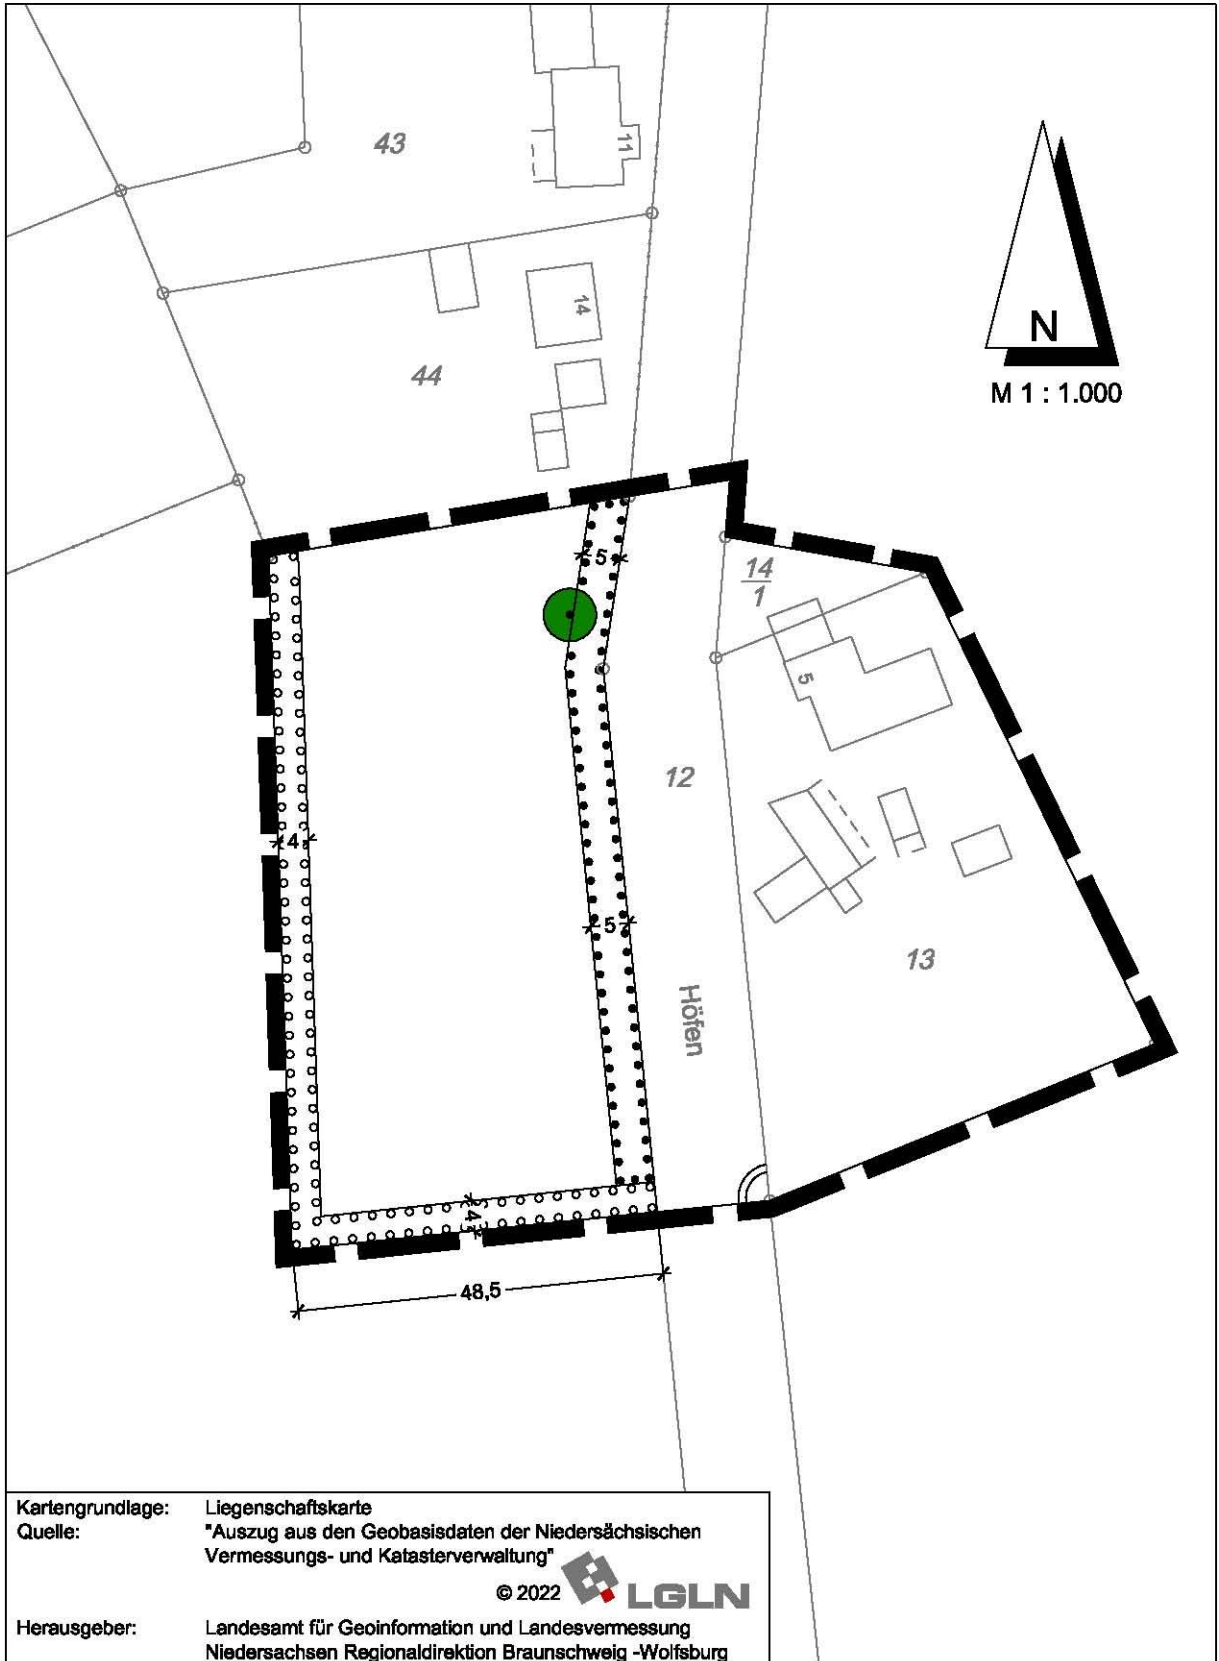 43
11
14
44
N
M 1 : 1.000
5
14
1
5
12
4
5
13
Höfen
4
48,5
Kartengrundlage: Liegenschaftskarte
Quelle: "Auszug aus den Geobasisdaten der Niedersächsischen
Vermessungs- und Katasterverwaltung"
© 2022 LGLN
Herausgeber: Landesamt für Geoinformation und Landesvermessung
Niedersachsen Regionaldirektion Braunschweig -Wolfsburg